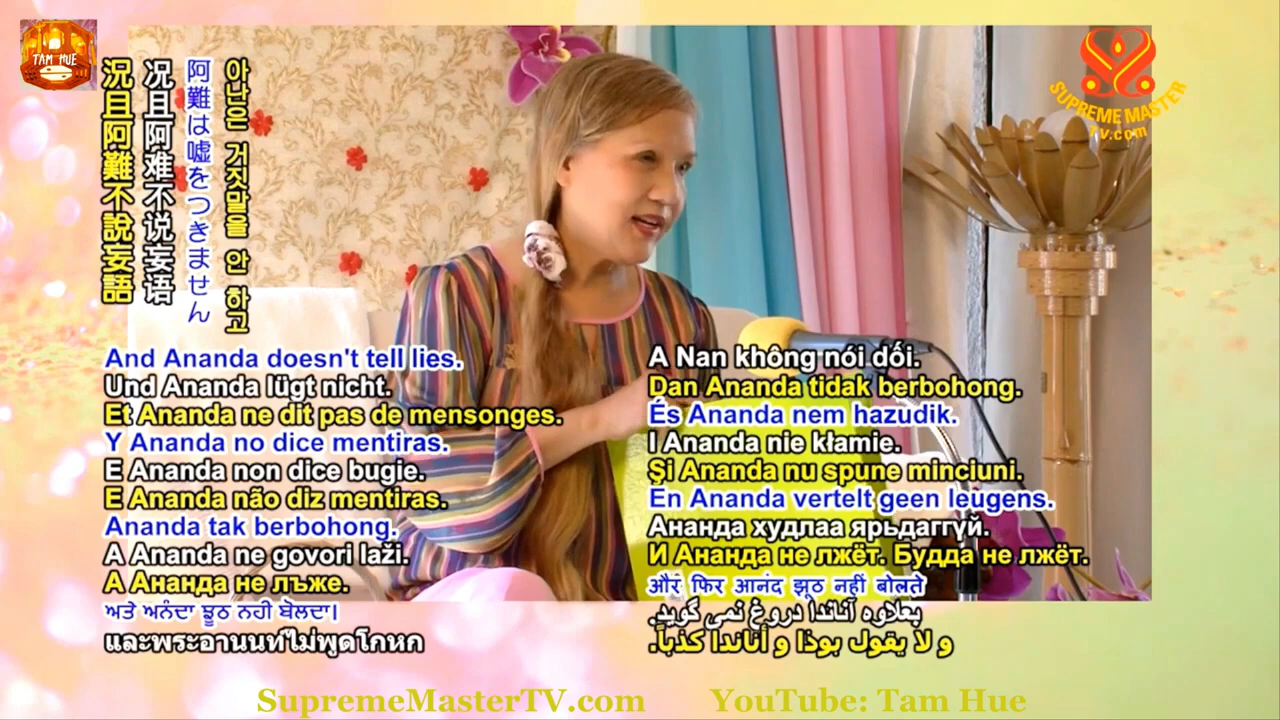 TAM HUE
況且阿難不說妄語
况且阿难不说妄语
阿難は嘘をつきません
아난은 거짓말을 안 하고
SUPREME MASTER
TV.com
And Ananda doesn't tell lies.
Und Ananda lügt nicht.
Et Ananda ne dit pas de mensonges.
Y Ananda no dice mentiras.
E Ananda non dice bugie.
E Ananda não diz mentiras.
Ananda tak berbohong.
A Ananda ne govori laži.
А Ананда не лъже.
ਅਤੇ ਅਨੰਦਾ ਝੂਠ ਨਹੀ ਬੋਲਦਾ।
และพระอานนท์ไม่พูดโกหก
A Nan không nói dối.
Dan Ananda tidak berbohong.
És Ananda nem hazudik.
I Ananda nie kłamie.
Şi Ananda nu spune minciuni.
En Ananda vertelt geen leugens.
Ананда худлаа ярьдаггүй.
И Ананда не лжёт. Будда не лжёт.
और फिर आनंद झूठ नहीं बोलते
بعلاوه آناندا دروغ نمی گوید.
و لا يقول بوذا و أناندا كذباً.
SupremeMasterTV.com
YouTube: Tam Hue